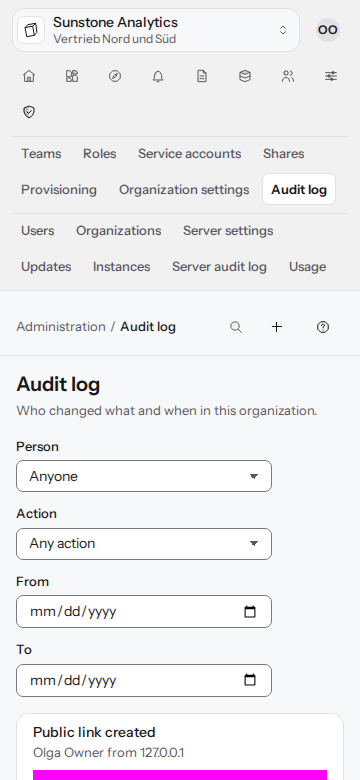 Sunstone Analytics
Vertrieb Nord und Süd
OO
Teams Roles Service accounts Shares
Provisioning Organization settings Audit log
Users Organizations Server settings
Updates Instances Server audit log Usage
Administration / Audit log
Audit log
Who changed what and when in this organization.
Person
Anyone
Action
Any action
From
mm/dd/yyyy
To
mm/dd/yyyy
Public link created
Olga Owner from 127.0.0.1